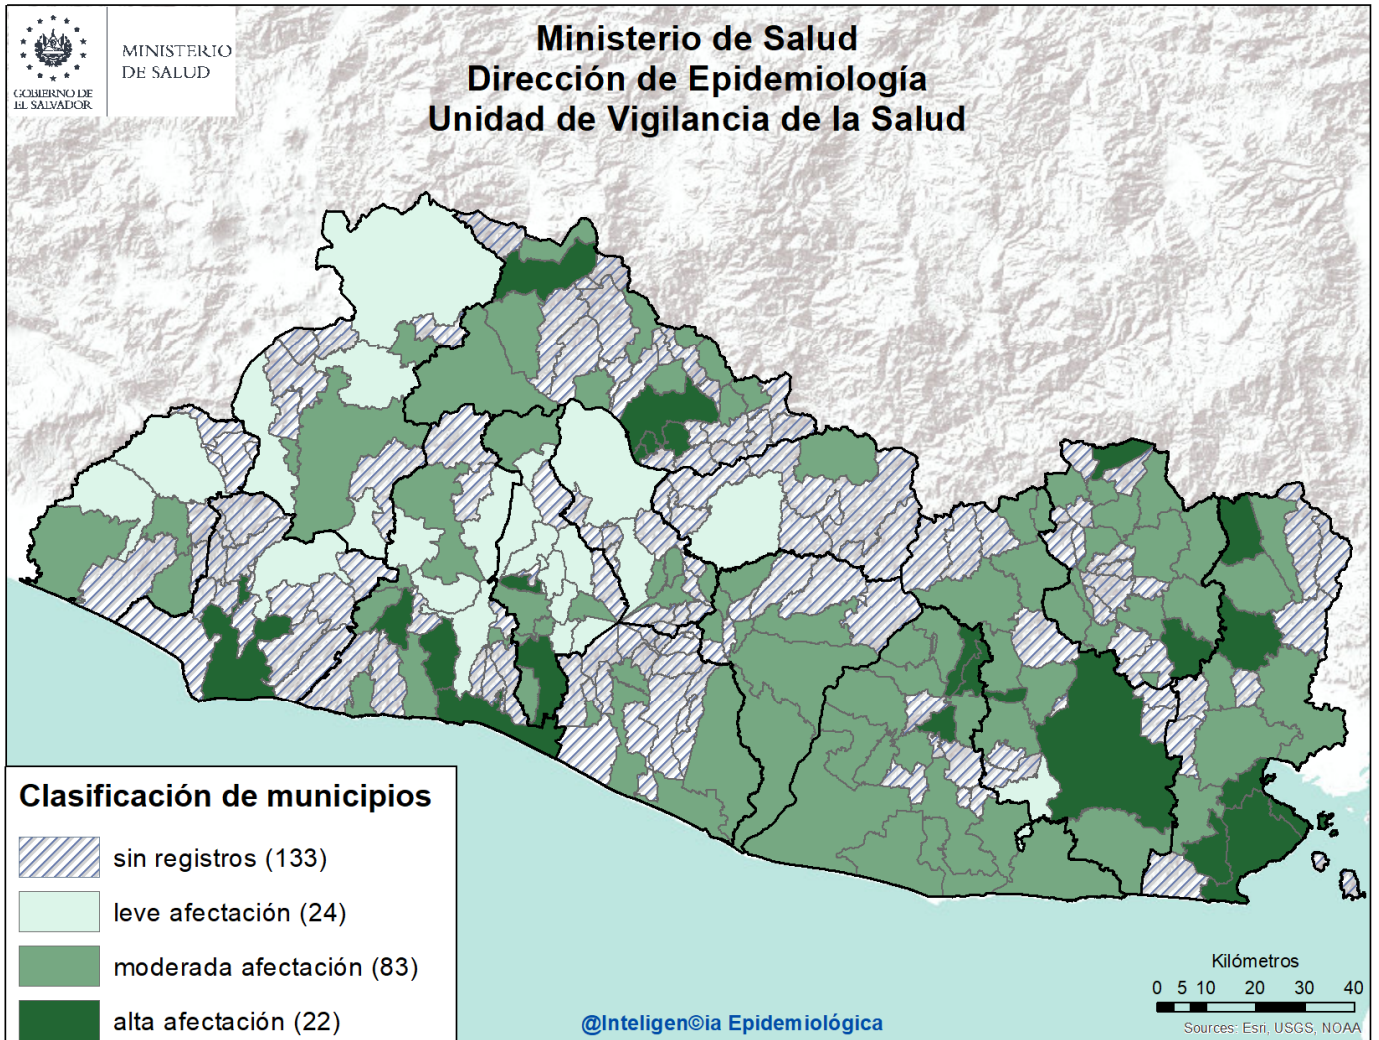 GOBIERNO DE
EL SALVADOR
MINISTERIO
DE SALUD
Ministerio de Salud
Dirección de Epidemiología
Unidad de Vigilancia de la Salud
Clasificación de municipios
sin registros (133)
leve afectación (24)
moderada afectación (83)
alta afectación (22)
@Inteligen©ia Epidemiológica
Kilómetros
0 5 10 20 30 40
Sources: Esri, USGS, NOAA